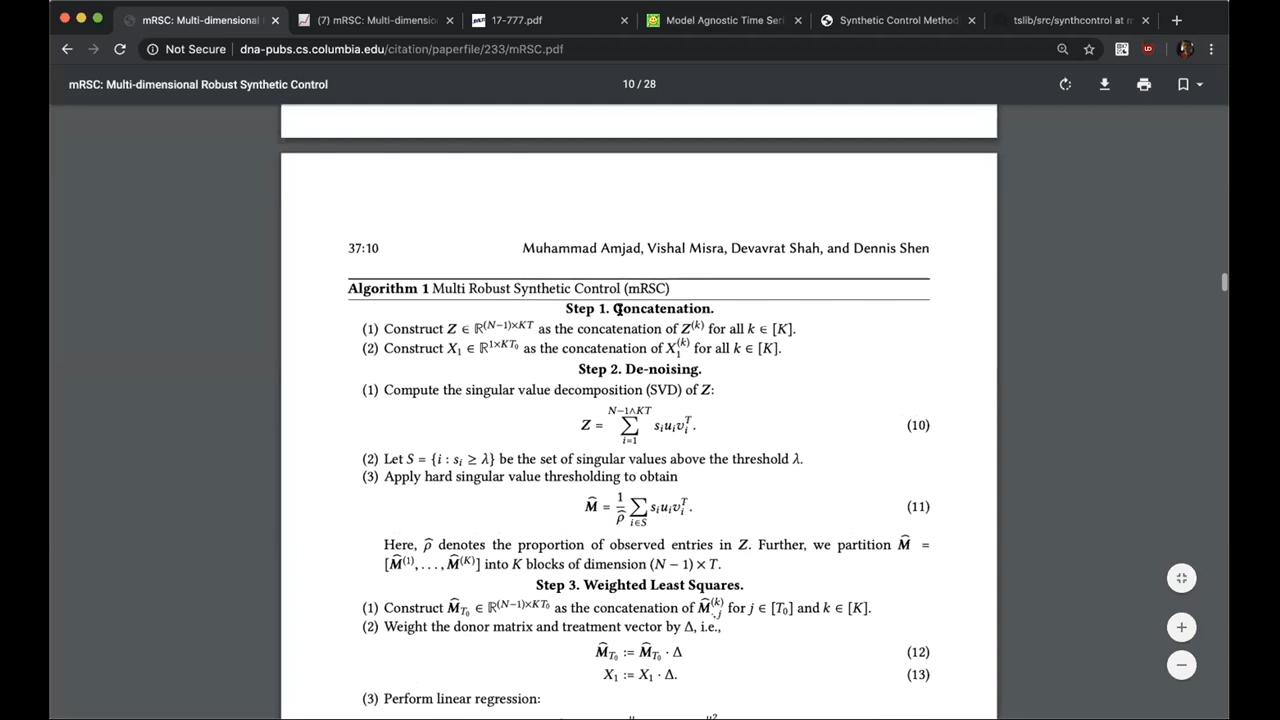 mRSC: Multi-dimensional
(7) mRSC: Multi-dimensio
17-777.pdf
Model Agnostic Time Seri
Synthetic Control Method
tslib/src/synthcontrol at m
Not Secure | dna-pubs.cs.columbia.edu/citation/paperfile/233/mRSC.pdf
mRSC: Multi-dimensional Robust Synthetic Control
10 / 28
37:10 Muhammad Amjad, Vishal Misra, Devavrat Shah, and Dennis Shen
Algorithm 1 Multi Robust Synthetic Control (mRSC)
Step 1. Concatenation.
(1) Construct Z ∈ ℝ^{(N−1)×KT} as the concatenation of Z^{(k)} for all k ∈ [K].
(2) Construct X_1 ∈ ℝ^{1×KT_0} as the concatenation of X_1^{(k)} for all k ∈ [K].
Step 2. De-noising.
(1) Compute the singular value decomposition (SVD) of Z:
Z = ∑_{i=1}^{N−1∧KT} s_i u_i v_i^T. (10)
(2) Let S = {i : s_i ≥ λ} be the set of singular values above the threshold λ.
(3) Apply hard singular value thresholding to obtain
M̂ = 1/ρ̂ ∑_{i∈S} s_i u_i v_i^T. (11)
Here, ρ̂ denotes the proportion of observed entries in Z. Further, we partition M̂ =
[M̂^{(1)}, . . . , M̂^{(K)}] into K blocks of dimension (N − 1) × T.
Step 3. Weighted Least Squares.
(1) Construct M̂_{T_0} ∈ ℝ^{(N−1)×KT_0} as the concatenation of M̂_{·,j}^{(k)} for j ∈ [T_0] and k ∈ [K].
(2) Weight the donor matrix and treatment vector by Δ, i.e.,
M̂_{T_0} := M̂_{T_0} · Δ (12)
X_1 := X_1 · Δ. (13)
(3) Perform linear regression: